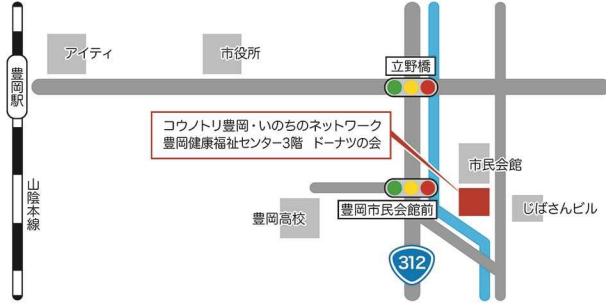 アイティ
市役所
立野橋
豊岡駅
コウノトリ豊岡・いのちのネットワーク
豊岡健康福祉センター3階 ドーナツの会
市民会館
山陰本線
豊岡高校
豊岡市民会館前
じばさんビル
312